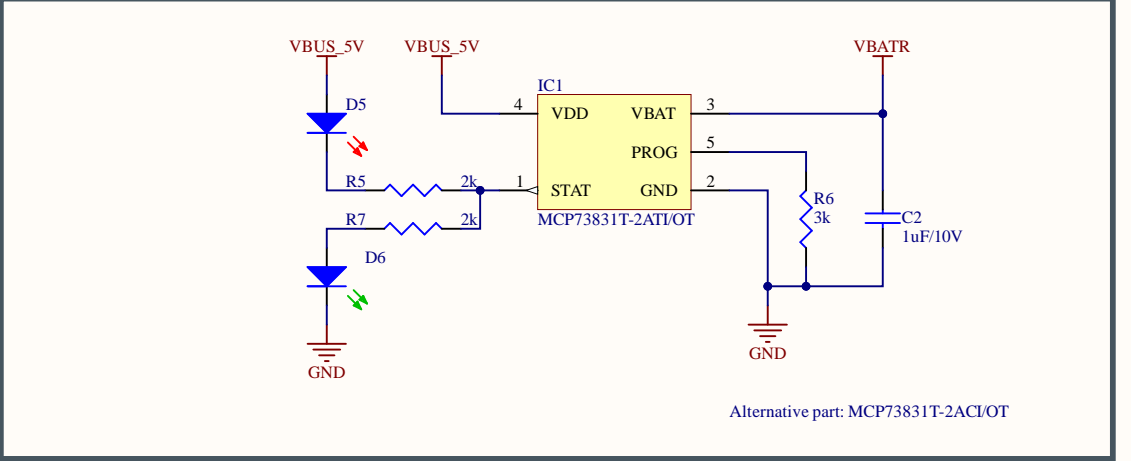 VBUS_5V
VBUS_5V
VBATR
IC1
D5
4
VDD
VBAT
3
PROG
5
R5
2k
1
STAT
GND
2
R6
3k
R7
2k
MCP73831T-2ATI/OT
C2
1uF/10V
D6
GND
GND
Alternative part: MCP73831T-2ACI/OT